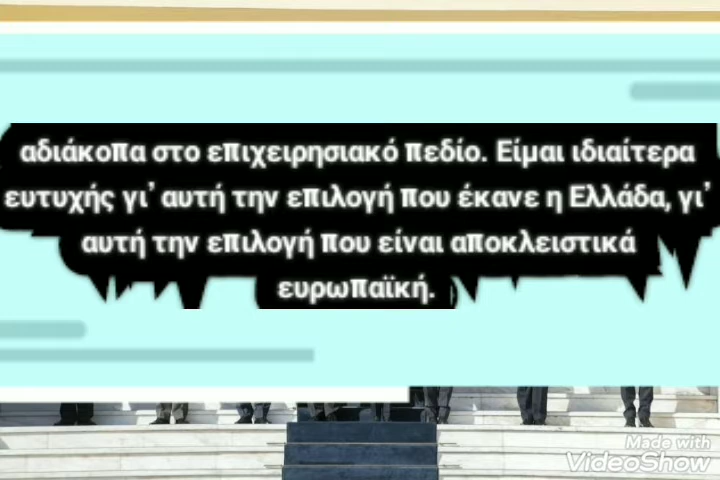 αδιάκοπα στο επιχειρησιακό πεδίο. Είμαι ιδιαίτερα
ευτυχής γι’ αυτή την επιλογή που έκανε η Ελλάδα, γι’
αυτή την επιλογή που είναι αποκλειστικά
ευρωπαϊκή.
Made with
VideoShow